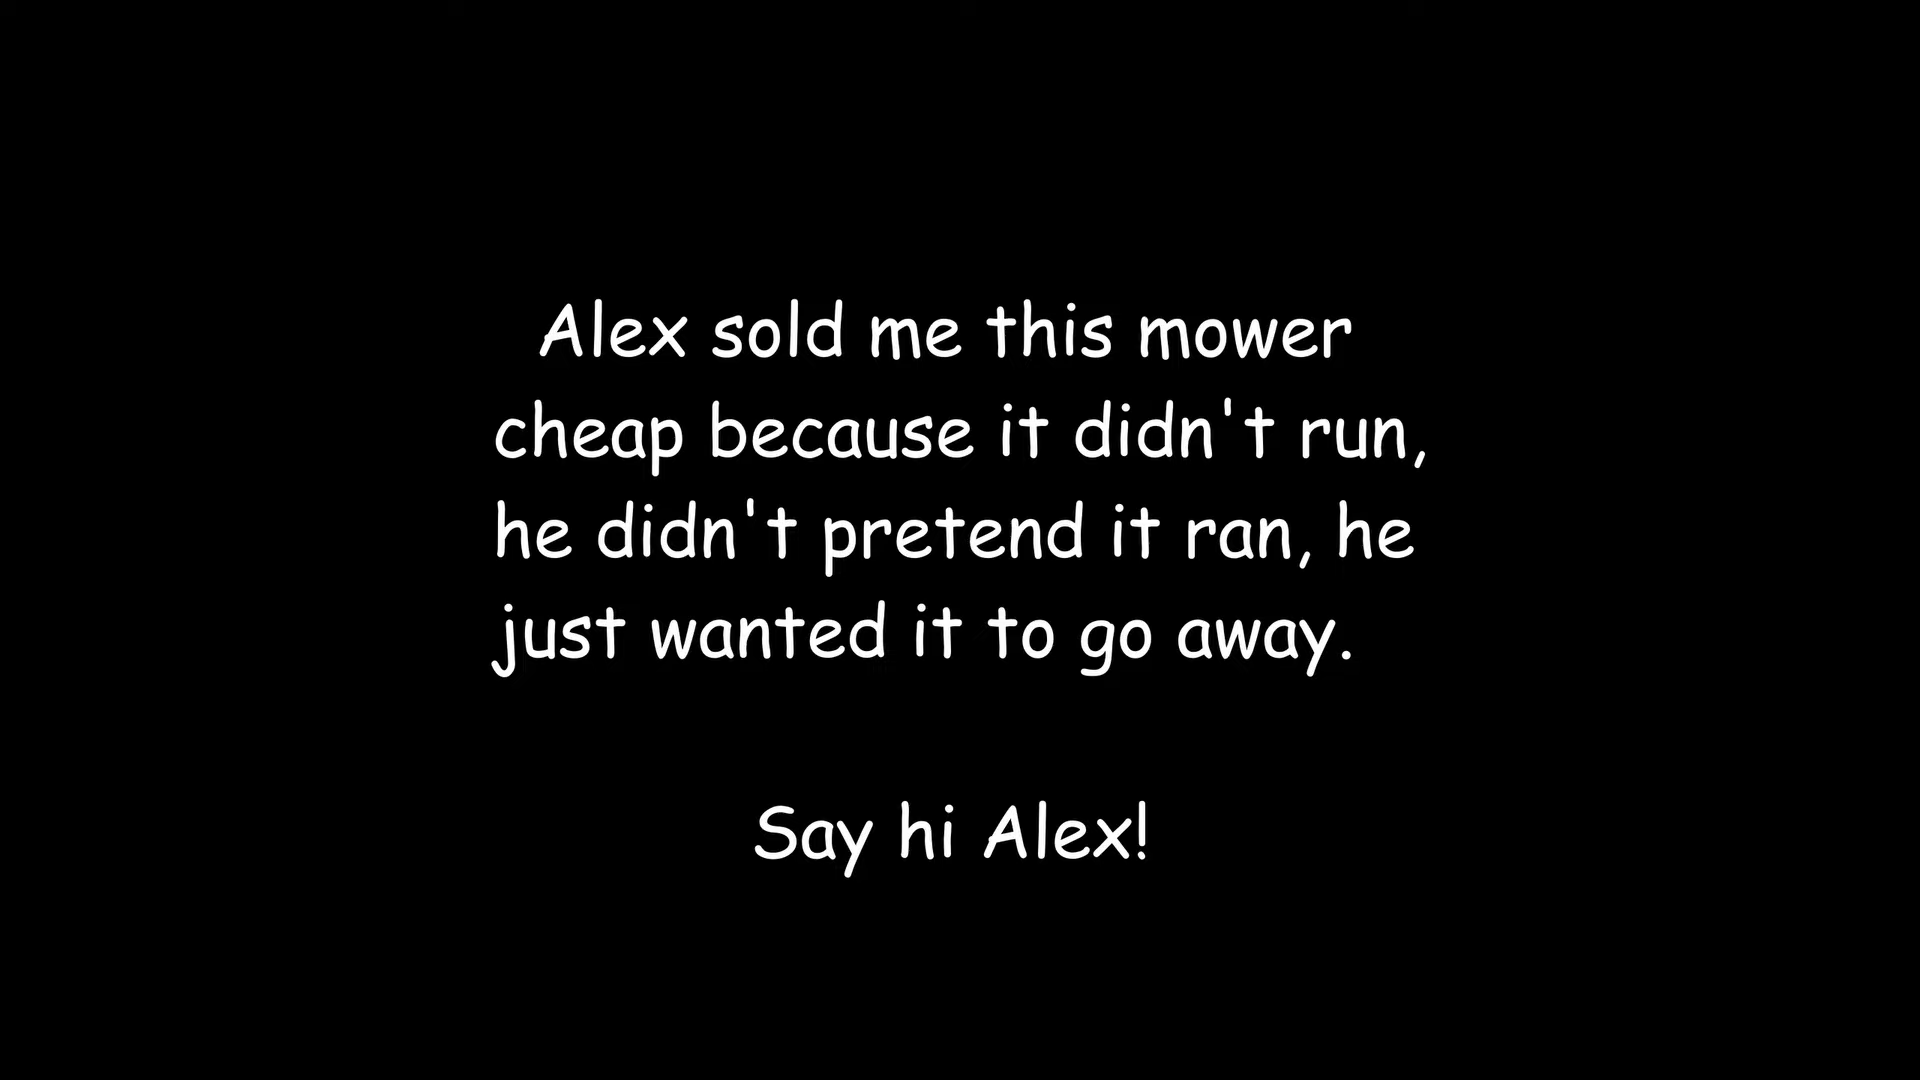 Alex sold me this mower
cheap because it didn't run,
he didn't pretend it ran, he
just wanted it to go away.
Say hi Alex!